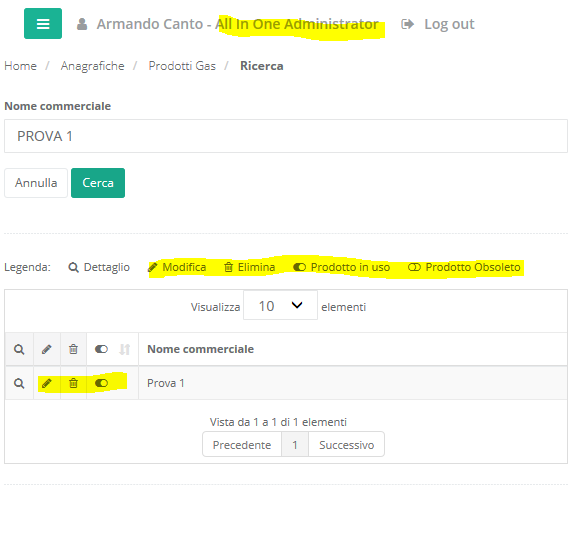 Armando Canto - All In One Administrator Log out
Home / Anagrafiche / Prodotti Gas / Ricerca
Nome commerciale
PROVA 1
Annulla Cerca
Legenda: Dettaglio Modifica Elimina Prodotto in uso Prodotto Obsoleto
Visualizza 10 elementi
Nome commerciale
Prova 1
Vista da 1 a 1 di 1 elementi
Precedente 1 Successivo